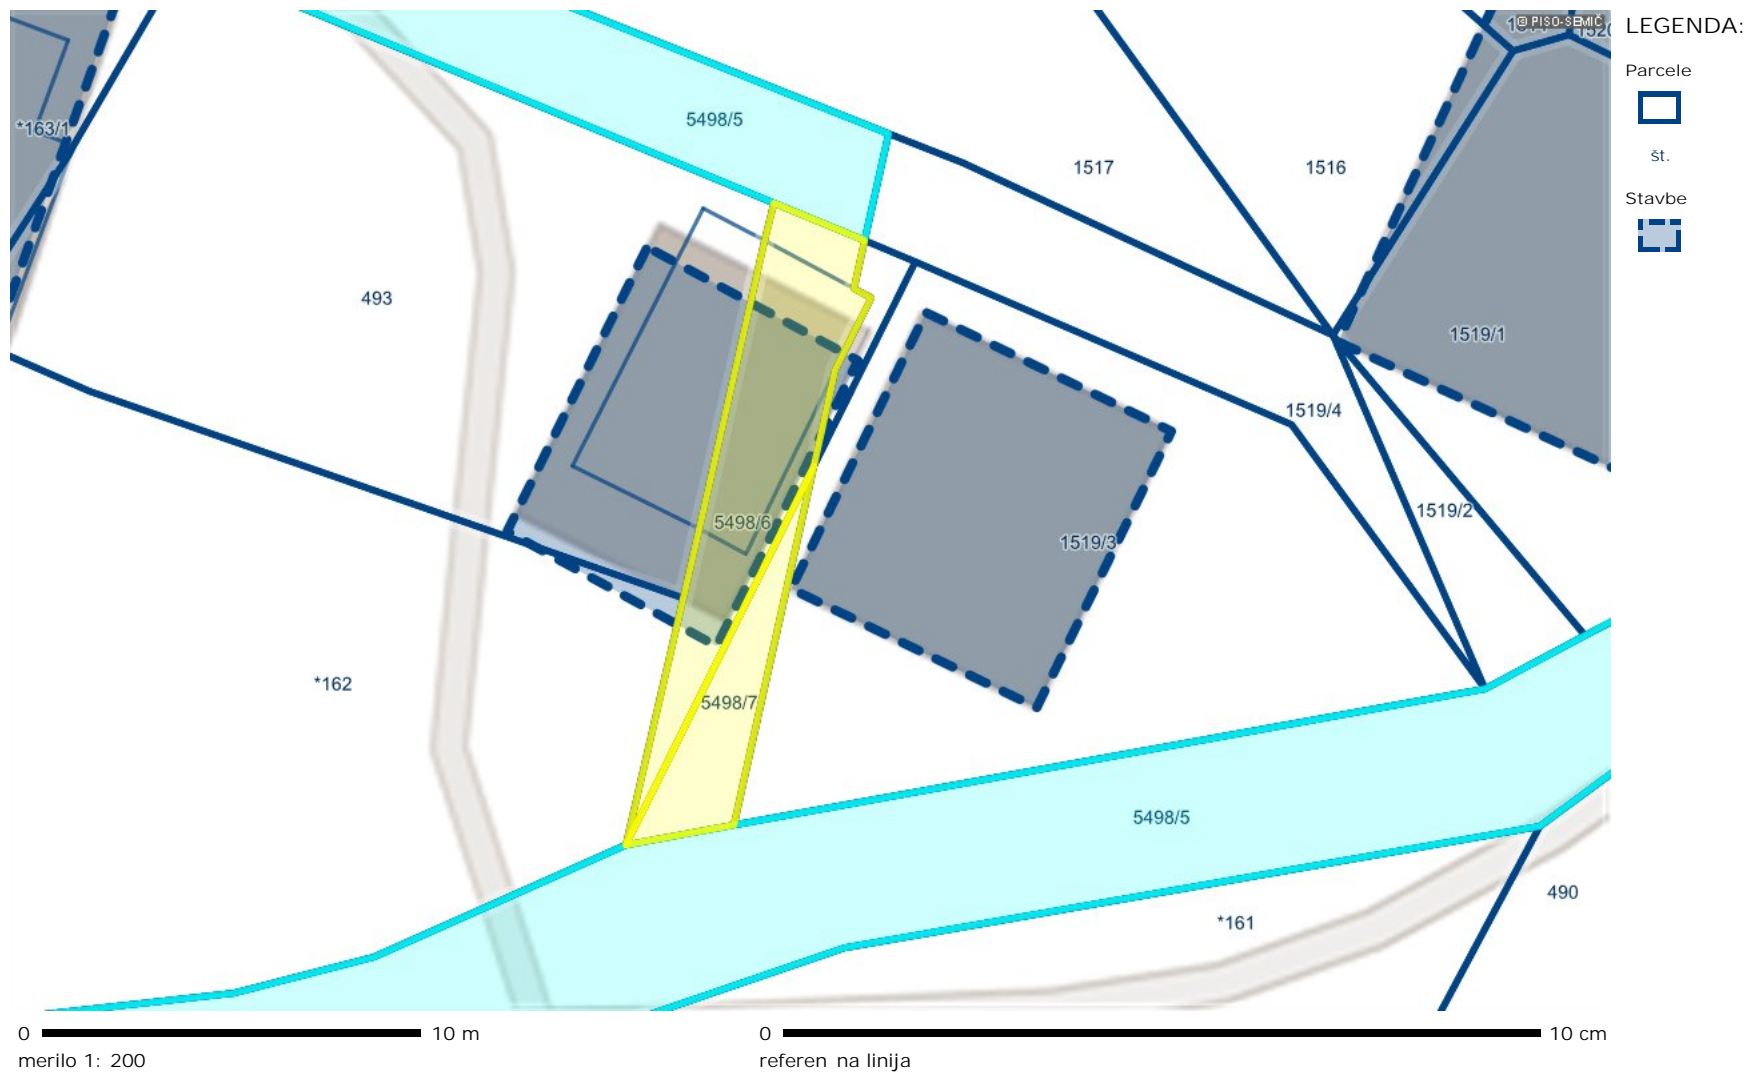 © PISO-SEMIČ
LEGENDA:
Parcele
št.
Stavbe
*163/1
5498/5
1517
1516
493
1519/1
1519/4
1519/2
5498/6
1519/3
*162
5498/7
5498/5
490
*161
0 10 m
0 10 cm
merilo 1: 200
referen na linija